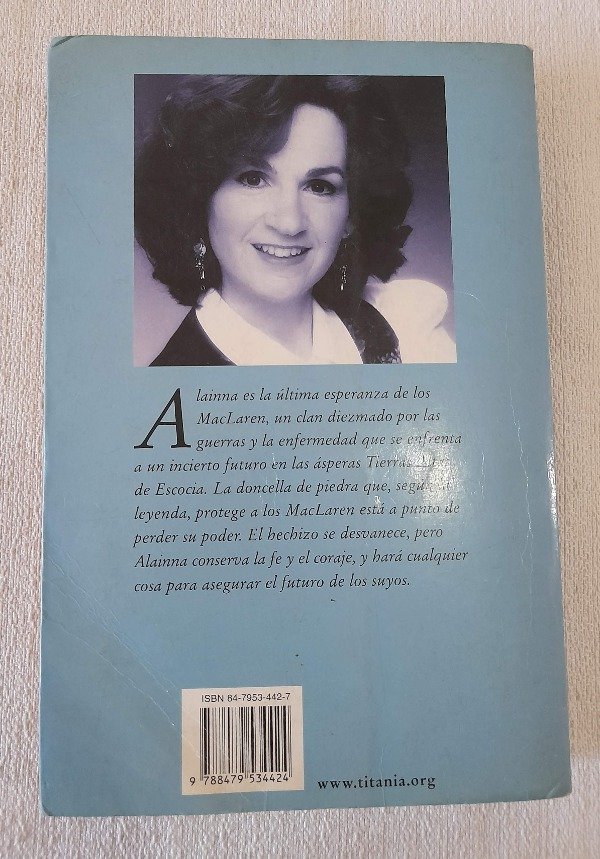 Alainna es la última esperanza de los
MacLaren, un clan diezmado por las
guerras y la enfermedad que se enfrenta
a un incierto futuro en las ásperas Tierras
de Escocia. La doncella de piedra que,
leyenda, protege a los MacLaren está a punto de
perder su poder. El hechizo se desvanece, pero
Alainna conserva la fe y el coraje, y hará cualquier
cosa para asegurar el futuro de los suyos.
ISBN 84-7953-442-7
9 788479 534424
www.titania.org